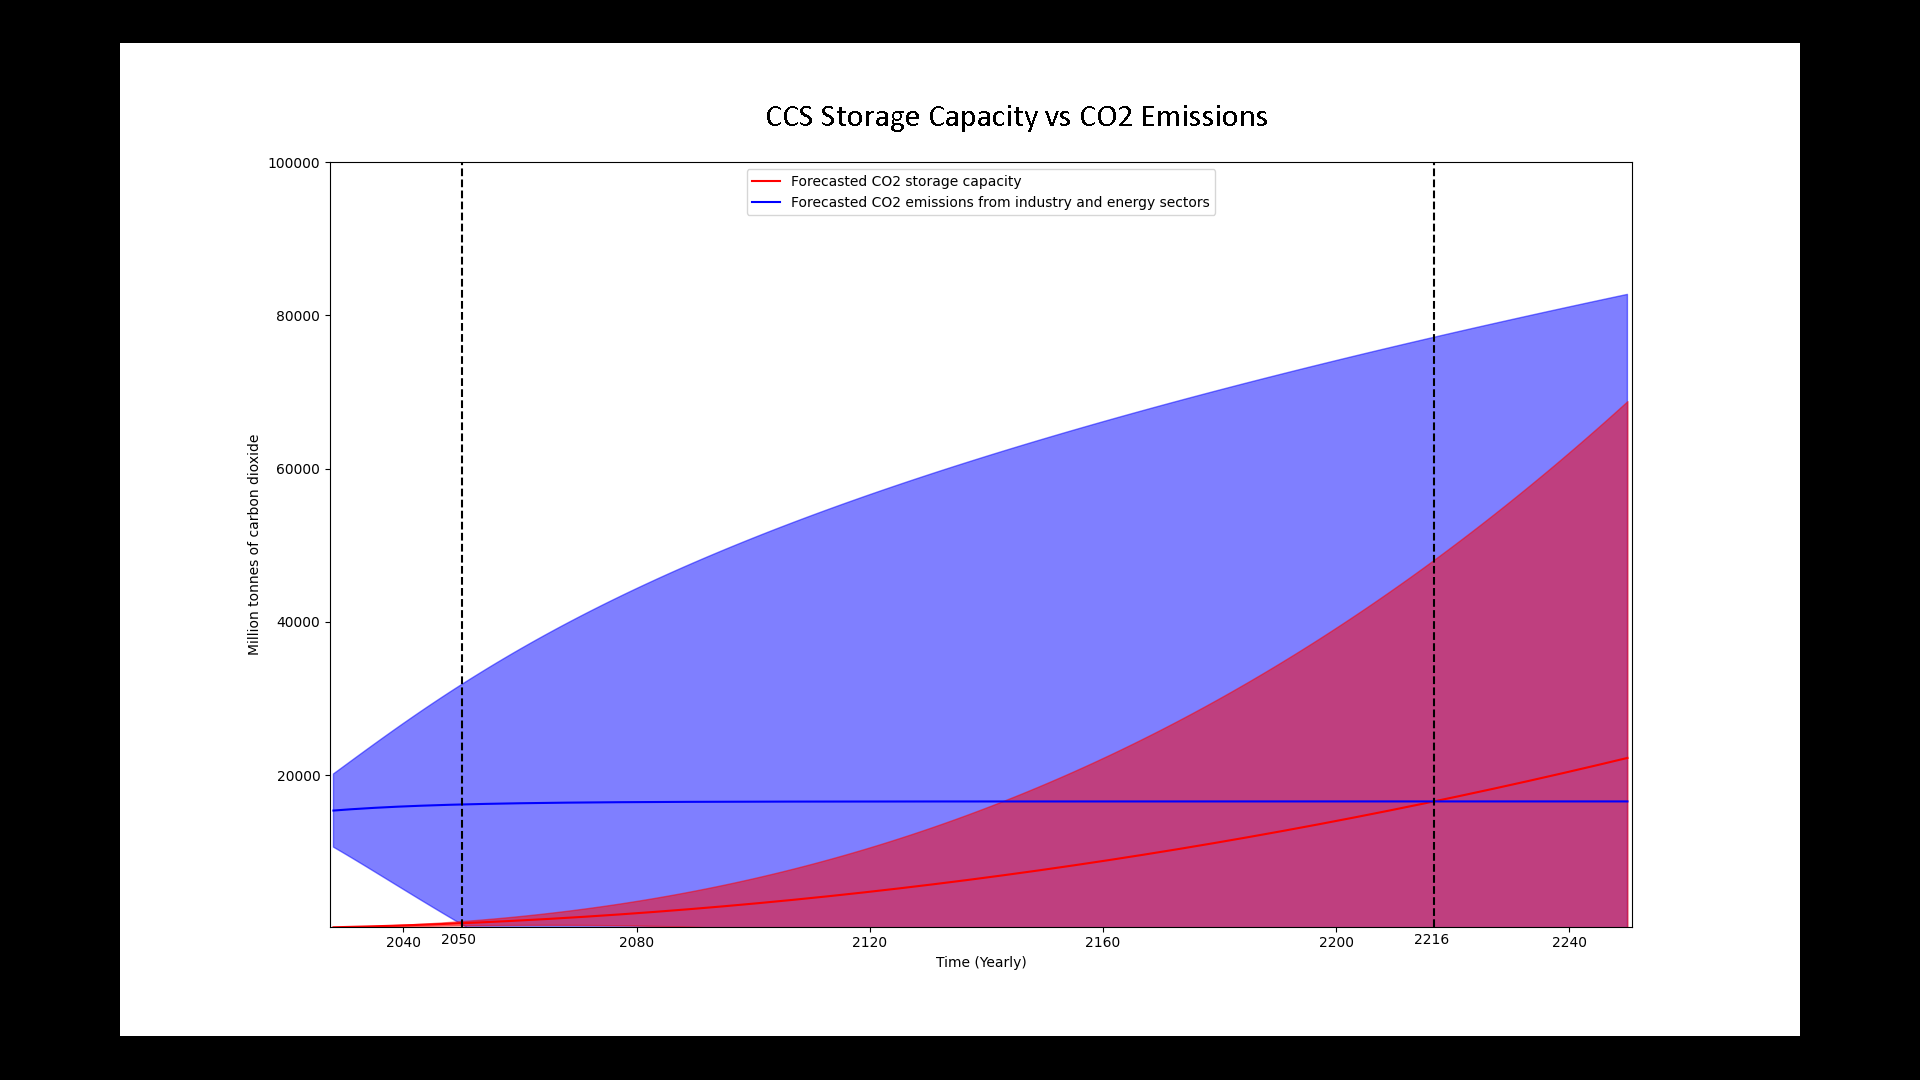 CCS Storage Capacity vs CO2 Emissions
100000
Forecasted CO2 storage capacity
Forecasted CO2 emissions from industry and energy sectors
80000
60000
Million tonnes of carbon dioxide
40000
20000
2040 2050 2080 2120 2160 2200 2216 2240
Time (Yearly)